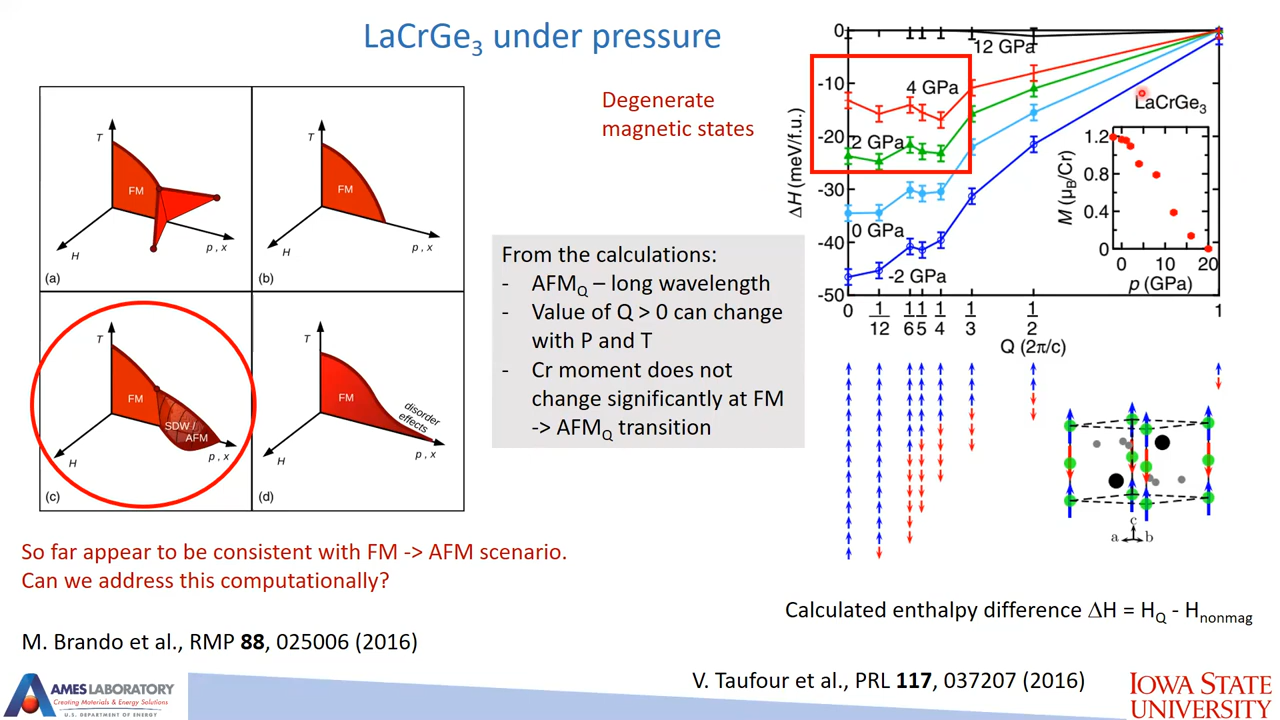 LaCrGe3 under pressure
T
FM
H
p , x
(a)
T
FM
H
p , x
(b)
T
FM
SDW /
AFM
H
p , x
(c)
T
FM
disorder
effects
H
p , x
(d)
Degenerate
magnetic states
From the calculations:
- AFMQ – long wavelength
- Value of Q > 0 can change
with P and T
- Cr moment does not
change significantly at FM
-> AFMQ transition
0
-10
-20
-30
-40
-50
ΔH (meV/f.u.)
12 GPa
4 GPa
2 GPa
0 GPa
-2 GPa
LaCrGe3
1.2
0.8
0.4
0
M (μB/Cr)
0 10 20
p (GPa)
0 1/12 1/6 1/5 1/4 1/3 1/2 1
Q (2π/c)
c
a b
So far appear to be consistent with FM -> AFM scenario.
Can we address this computationally?
Calculated enthalpy difference ΔH = HQ - Hnonmag
M. Brando et al., RMP 88, 025006 (2016)
V. Taufour et al., PRL 117, 037207 (2016)
AMES LABORATORY
Creating Materials & Energy Solutions
U.S. DEPARTMENT OF ENERGY
IOWA STATE
UNIVERSITY